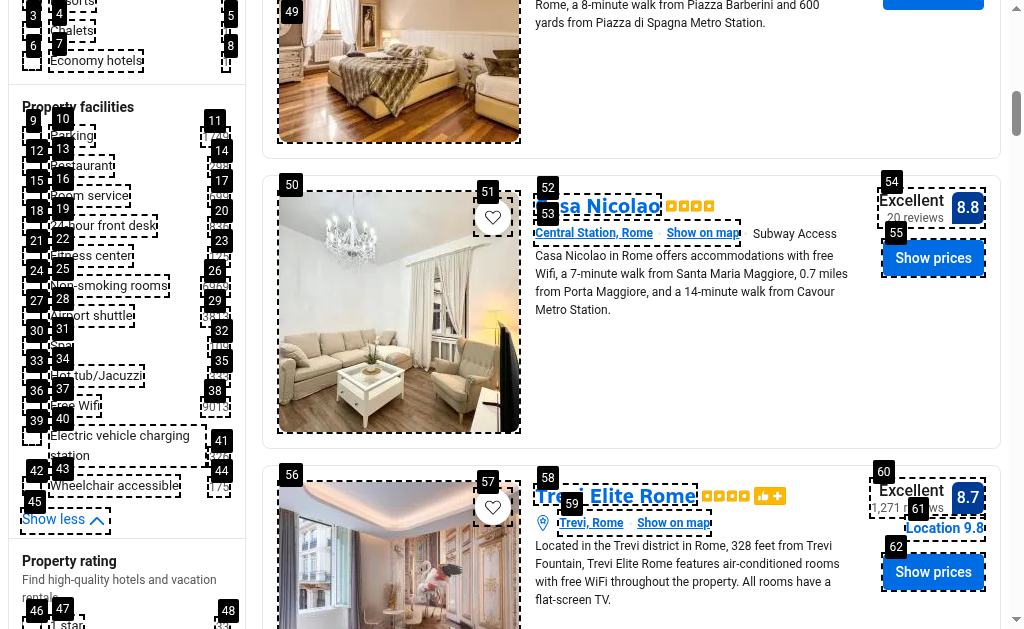 3 4 5
Chalets
6 7 8
Economy hotels
Property facilities
9 10 11
Parking
12 13 14
Restaurant
15 16 17
Room service
18 19 20
24-hour front desk
21 22 23
Fitness center
24 25 26
Non-smoking rooms
27 28 29
Airport shuttle
30 31 32
Spa
33 34 35
Hot tub/Jacuzzi
36 37 38
Free Wifi 9013
39 40
Electric vehicle charging
station
41
42 43 44
Wheelchair accessible 175
45
Show less
Property rating
Find high-quality hotels and vacation
rentals
46 47 48
1 star
49
Rome, a 8-minute walk from Piazza Barberini and 600
yards from Piazza di Spagna Metro Station.
50 51 52
Casa Nicolao
53
Central Station, Rome Show on map Subway Access
Casa Nicolao in Rome offers accommodations with free
Wifi, a 7-minute walk from Santa Maria Maggiore, 0.7 miles
from Porta Maggiore, and a 14-minute walk from Cavour
Metro Station.
54
Excellent 8.8
20 reviews
55
Show prices
56 57 58
Trevi Elite Rome
59
Trevi, Rome Show on map
Located in the Trevi district in Rome, 328 feet from Trevi
Fountain, Trevi Elite Rome features air-conditioned rooms
with free WiFi throughout the property. All rooms have a
flat-screen TV.
60
Excellent 8.7
1,271 reviews
61
Location 9.8
62
Show prices